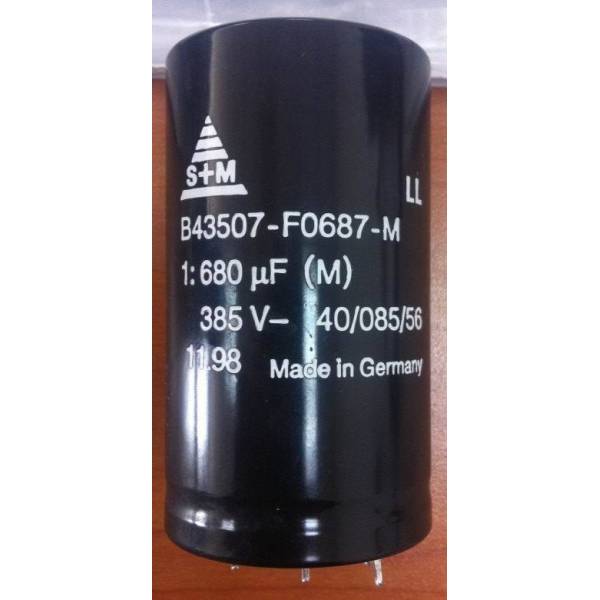 S+M
LL
B43507-F0687-M
1: 680 µF (M)
385 V– 40/085/56
11.98 Made in Germany